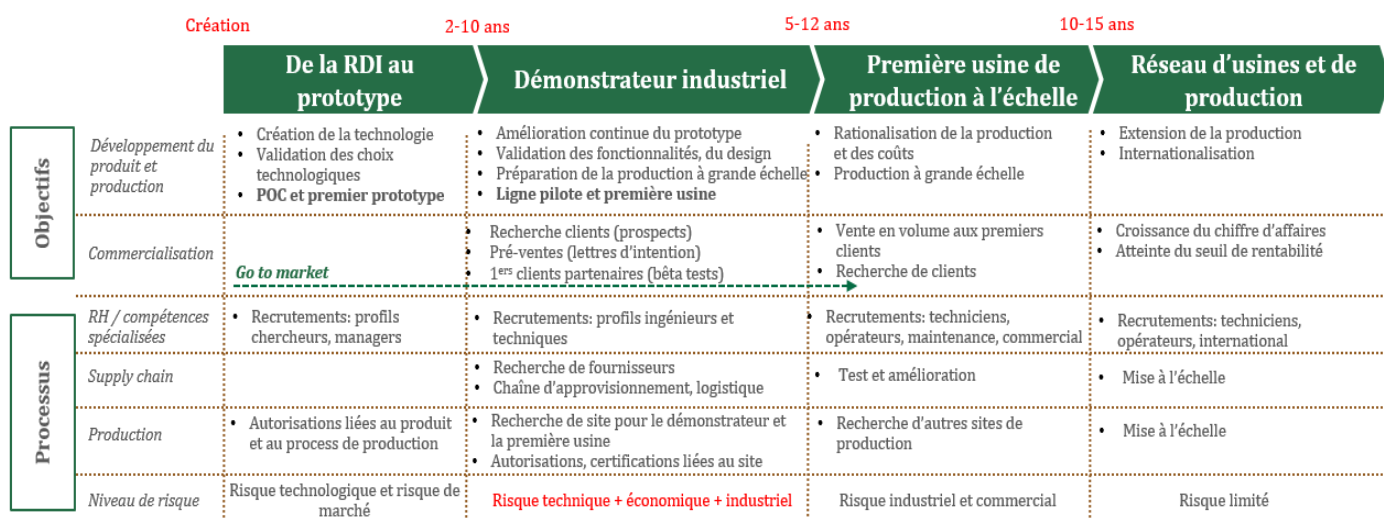 Création
2-10 ans
5-12 ans
10-15 ans
De la RDI au
prototype
Démonstrateur industriel
Première usine de
production à l'échelle
Réseau d'usines et de
production
Objectifs
Développement du
produit et
production
• Création de la technologie
• Validation des choix
technologiques
• POC et premier prototype
• Amélioration continue du prototype
• Validation des fonctionnalités, du design
• Préparation de la production à grande échelle
• Ligne pilote et première usine
• Rationalisation de la production
et des coûts
• Production à grande échelle
• Extension de la production
• Internationalisation
Commercialisation
Go to market
• Recherche clients (prospects)
• Pré-ventes (lettres d'intention)
• 1ers clients partenaires (bêta tests)
• Vente en volume aux premiers
clients
• Recherche de clients
• Croissance du chiffre d'affaires
• Atteinte du seuil de rentabilité
Processus
RH / compétences
spécialisées
• Recrutements: profils
chercheurs, managers
• Recrutements: profils ingénieurs et
techniques
• Recrutements: techniciens,
opérateurs, maintenance, commercial
• Recrutements: techniciens,
opérateurs, international
Supply chain
• Recherche de fournisseurs
• Chaîne d'approvisionnement, logistique
• Test et amélioration
• Mise à l'échelle
Production
• Autorisations liées au produit
et au process de production
• Recherche de site pour le démonstrateur et
la première usine
• Autorisations, certifications liées au site
• Recherche d'autres sites de
production
• Mise à l'échelle
Niveau de risque
Risque technologique et risque de
marché
Risque technique + économique + industriel
Risque industriel et commercial
Risque limité